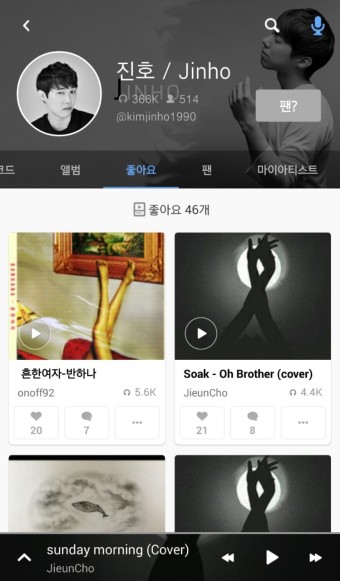 진호 / Jinho
JINHO
366K 514
@kimjinho1990
팬?
코드 앨범 좋아요 팬 마이아티스트
좋아요 46개
흔한여자-반하나
onoff92 5.6K
20 7 ...
Soak - Oh Brother (cover)
JieunCho 4.4K
21 8 ...
sunday morning (Cover)
JieunCho